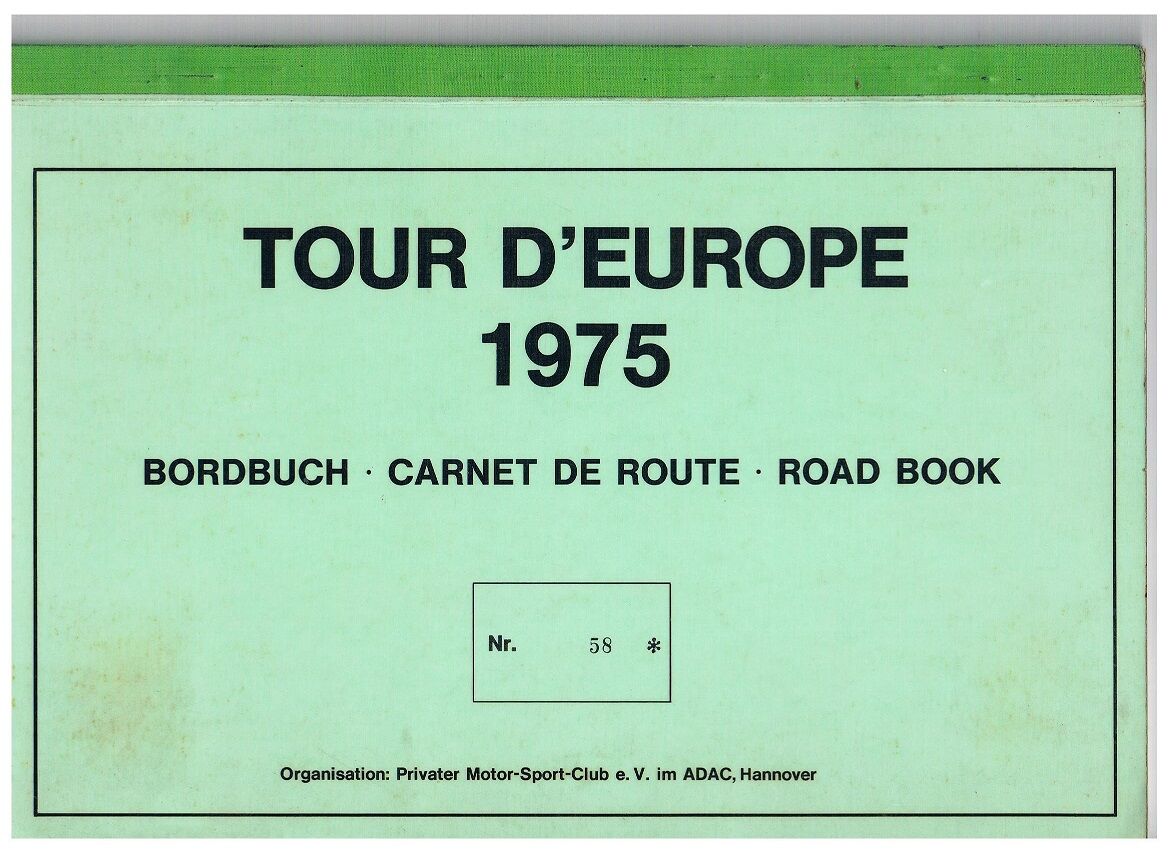 TOUR D’EUROPE
1975
BORDBUCH · CARNET DE ROUTE · ROAD BOOK
Nr. 58 *
Organisation: Privater Motor-Sport-Club e. V. im ADAC, Hannover